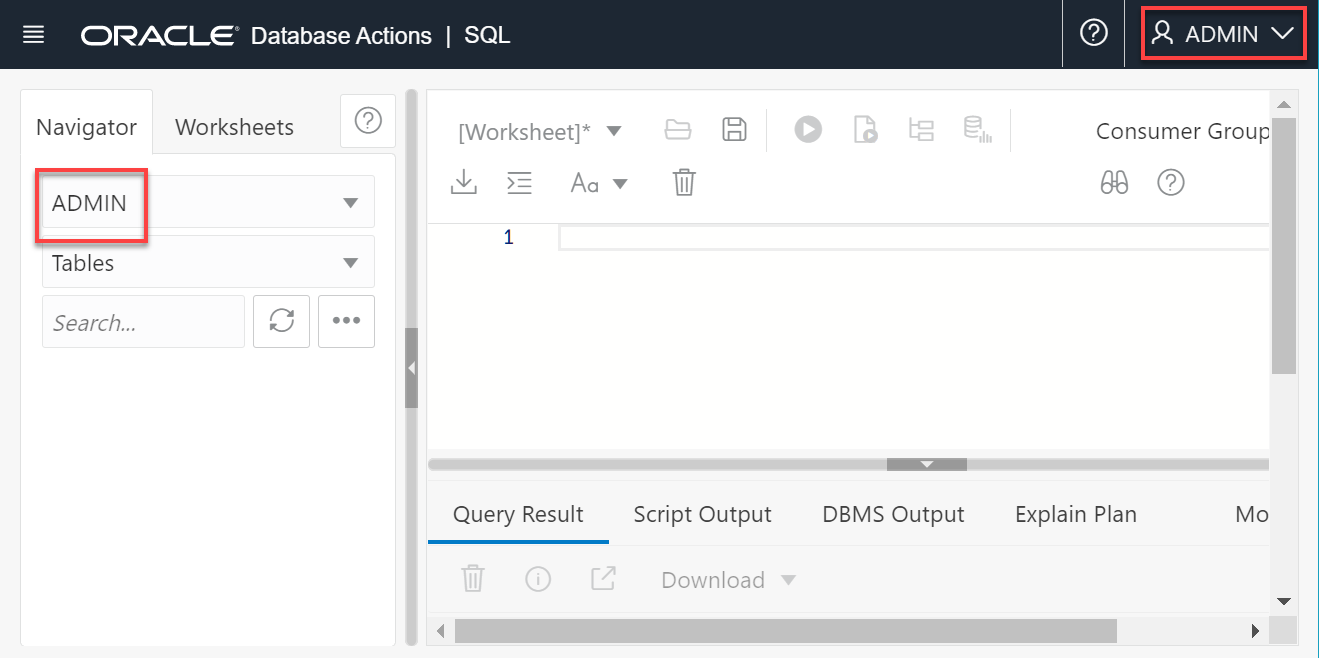 ORACLE® Database Actions | SQL
ADMIN
Navigator
Worksheets
ADMIN
Tables
Search...
[Worksheet]*
Consumer Group
Aa
1
Query Result
Script Output
DBMS Output
Explain Plan
Mo
Download